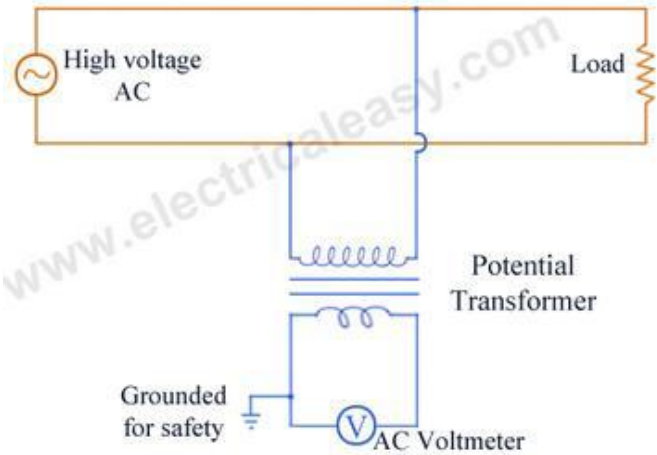 High voltage
AC
Load
www.electricaleasy.com
Potential
Transformer
Grounded
for safety
V
AC Voltmeter